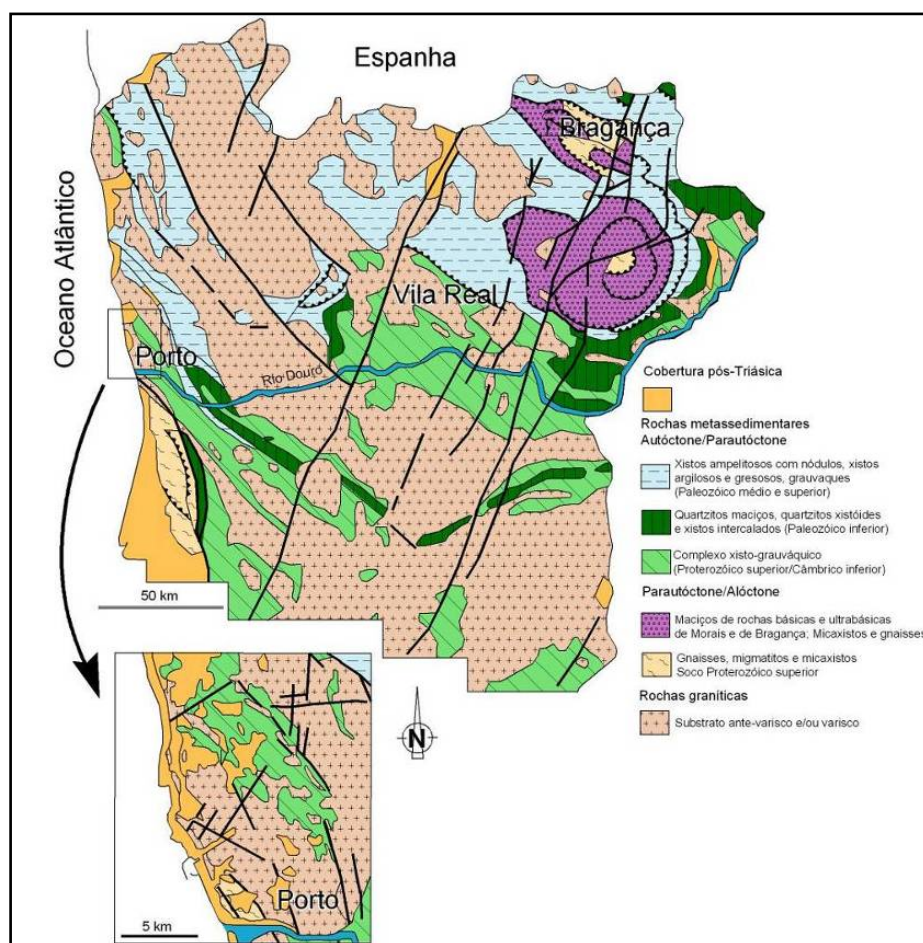 Espanha
Bragança
Oceano Atlântico
Vila Real
Porto
Rio Douro
50 km
Cobertura pós-Triásica
Rochas metassedimentares
Autóctone/Parautóctone
Xistos ampelitosos com nódulos, xistos
argilosos e gresosos, grauvaques
(Paleozóico médio e superior)
Quartzitos maciços, quartzitos xistóides
e xistos intercalados (Paleozóico inferior)
Complexo xisto-grauváquico
(Proterozóico superior/Câmbrico inferior)
Parautóctone/Alóctone
Maciços de rochas básicas e ultrabásicas
de Morais e de Bragança; Micaxistos e gnaisses
Gnaisses, migmatitos e micaxistos
Soco Proterozóico superior
Rochas graníticas
Substrato ante-varisco e/ou varisco
N
Porto
5 km